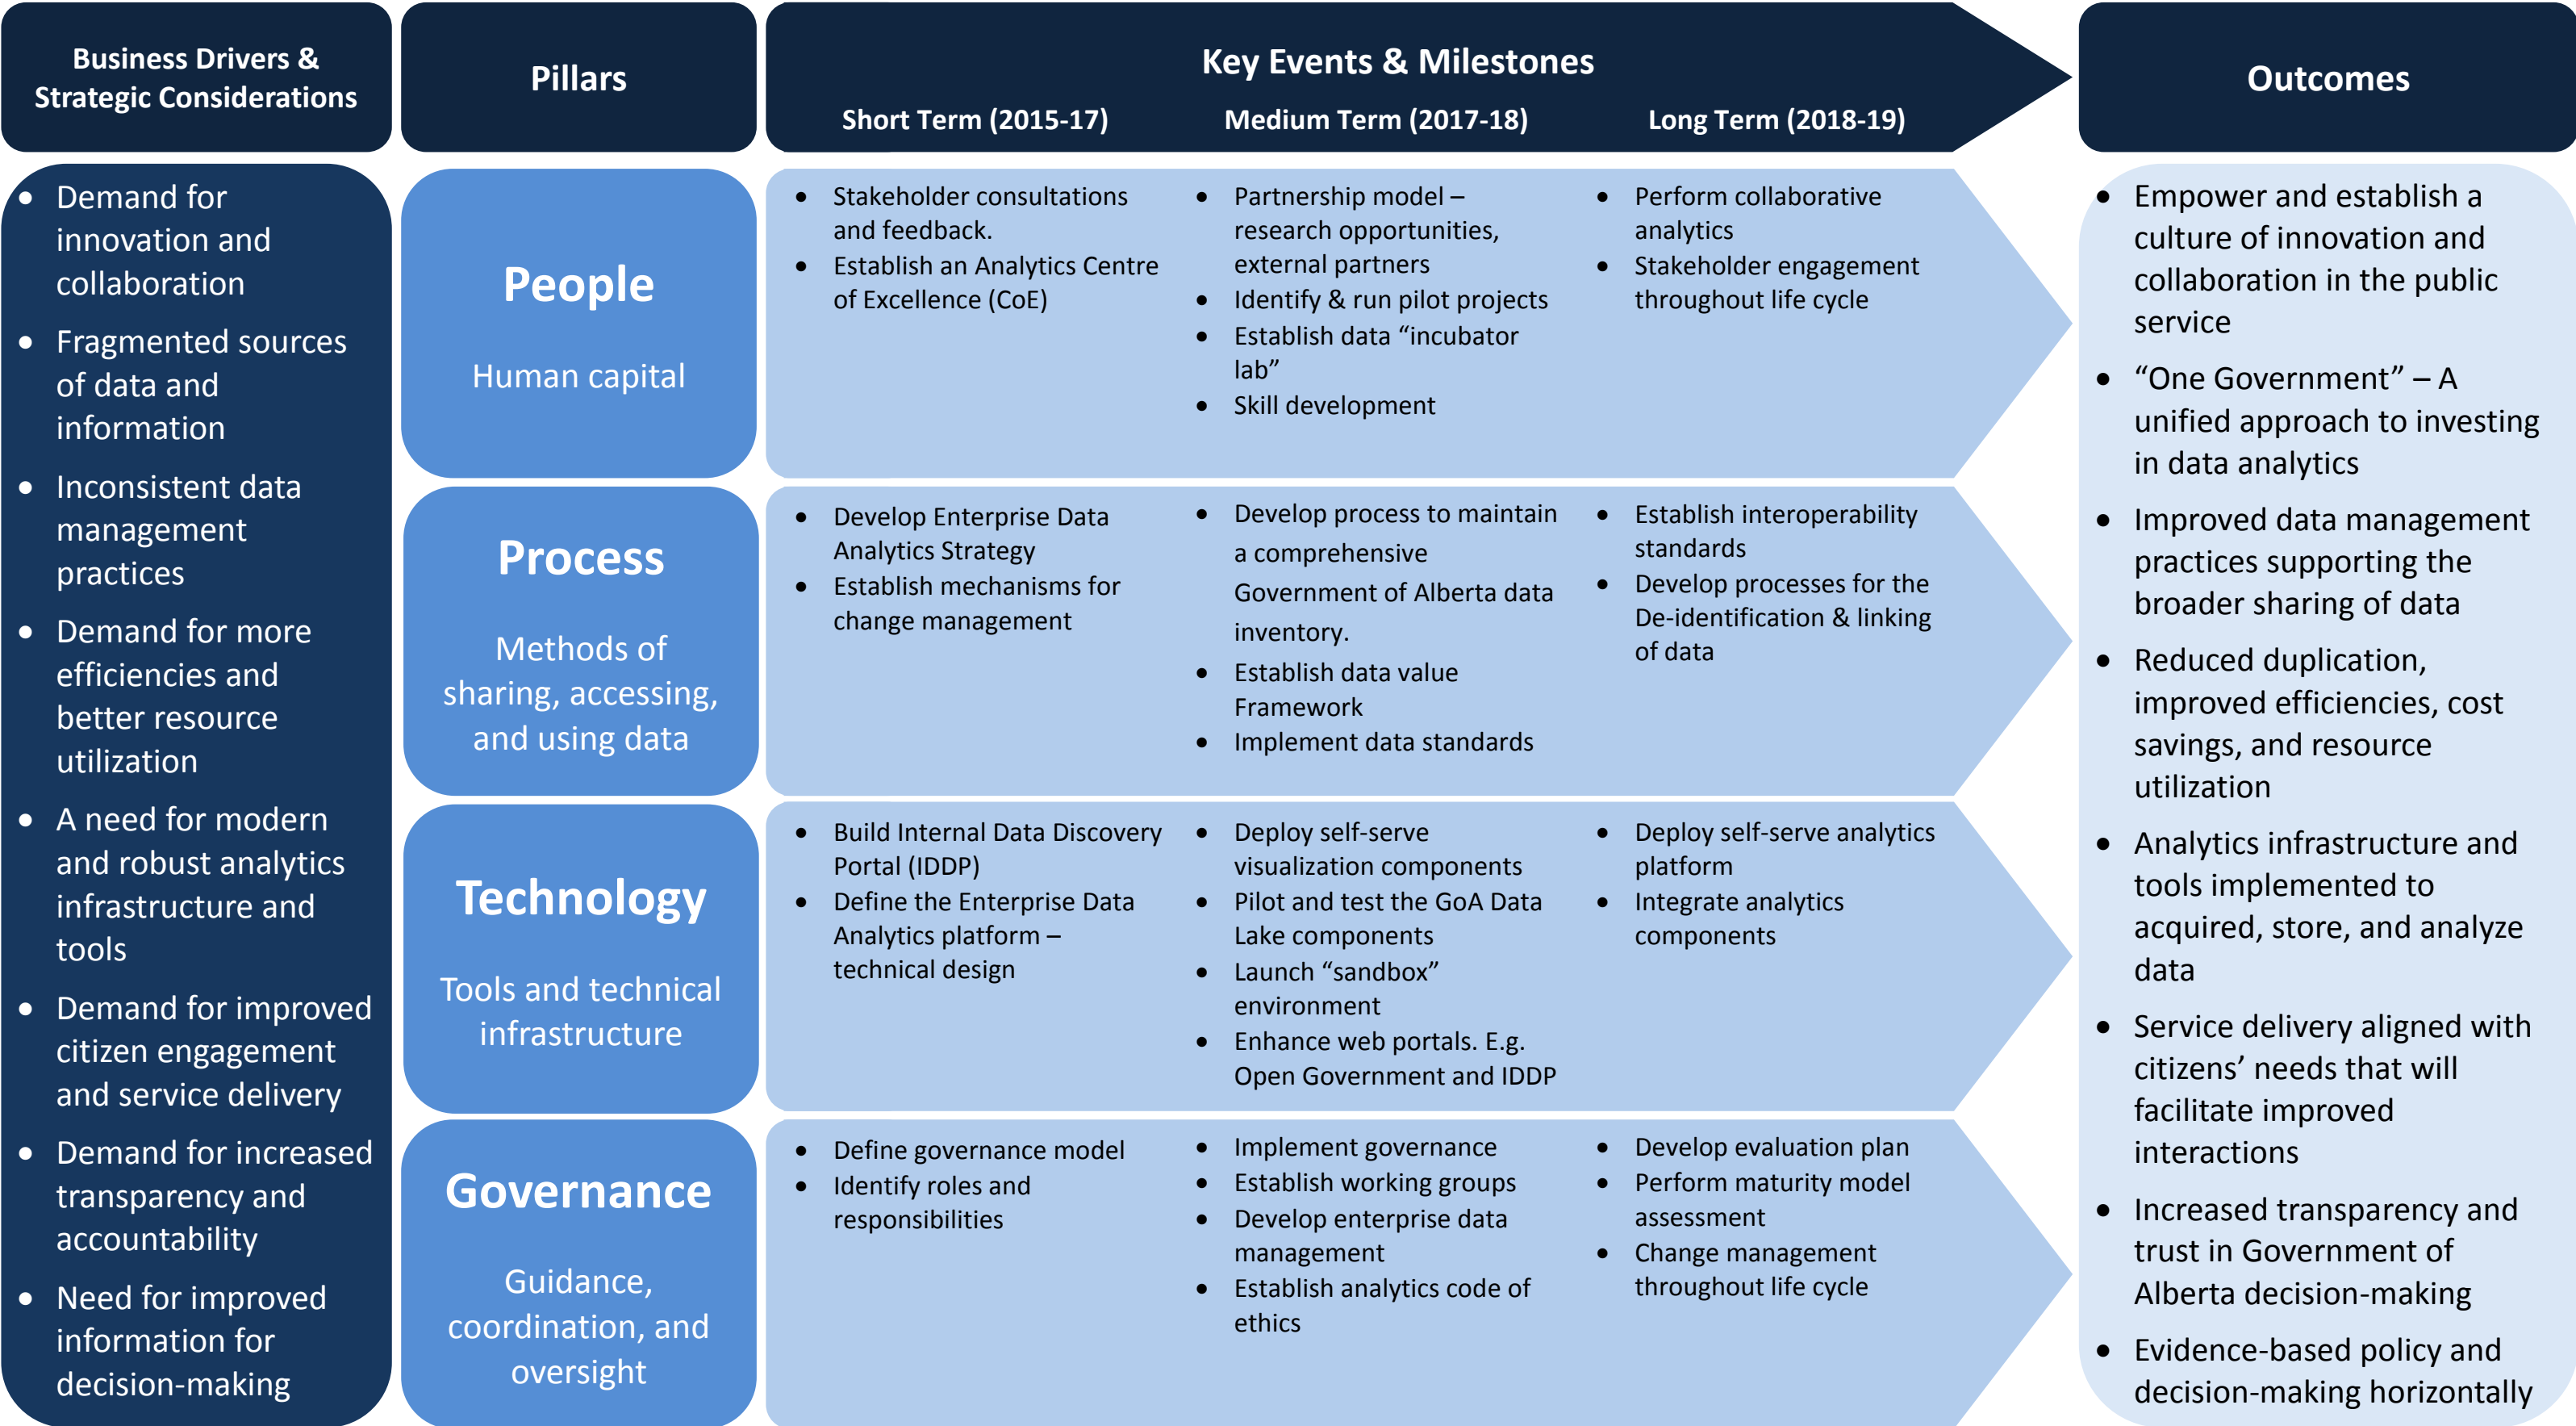 Business Drivers &
Strategic Considerations
Pillars
Key Events & Milestones
Short Term (2015-17)
Medium Term (2017-18)
Long Term (2018-19)
Outcomes
• Demand for
innovation and
collaboration
• Fragmented sources
of data and
information
• Inconsistent data
management
practices
• Demand for more
efficiencies and
better resource
utilization
• A need for modern
and robust analytics
infrastructure and
tools
• Demand for improved
citizen engagement
and service delivery
• Demand for increased
transparency and
accountability
• Need for improved
information for
decision-making
People
Human capital
• Stakeholder consultations
and feedback.
• Establish an Analytics Centre
of Excellence (CoE)
• Partnership model –
research opportunities,
external partners
• Identify & run pilot projects
• Establish data “incubator
lab”
• Skill development
• Perform collaborative
analytics
• Stakeholder engagement
throughout life cycle
Process
Methods of
sharing, accessing,
and using data
• Develop Enterprise Data
Analytics Strategy
• Establish mechanisms for
change management
• Develop process to maintain
a comprehensive
Government of Alberta data
inventory.
• Establish data value
Framework
• Implement data standards
• Establish interoperability
standards
• Develop processes for the
De-identification & linking
of data
Technology
Tools and technical
infrastructure
• Build Internal Data Discovery
Portal (IDDP)
• Define the Enterprise Data
Analytics platform –
technical design
• Deploy self-serve
visualization components
• Pilot and test the GoA Data
Lake components
• Launch “sandbox”
environment
• Enhance web portals. E.g.
Open Government and IDDP
• Deploy self-serve analytics
platform
• Integrate analytics
components
Governance
Guidance,
coordination, and
oversight
• Define governance model
• Identify roles and
responsibilities
• Implement governance
• Establish working groups
• Develop enterprise data
management
• Establish analytics code of
ethics
• Develop evaluation plan
• Perform maturity model
assessment
• Change management
throughout life cycle
• Empower and establish a
culture of innovation and
collaboration in the public
service
• “One Government” – A
unified approach to investing
in data analytics
• Improved data management
practices supporting the
broader sharing of data
• Reduced duplication,
improved efficiencies, cost
savings, and resource
utilization
• Analytics infrastructure and
tools implemented to
acquired, store, and analyze
data
• Service delivery aligned with
citizens’ needs that will
facilitate improved
interactions
• Increased transparency and
trust in Government of
Alberta decision-making
• Evidence-based policy and
decision-making horizontally